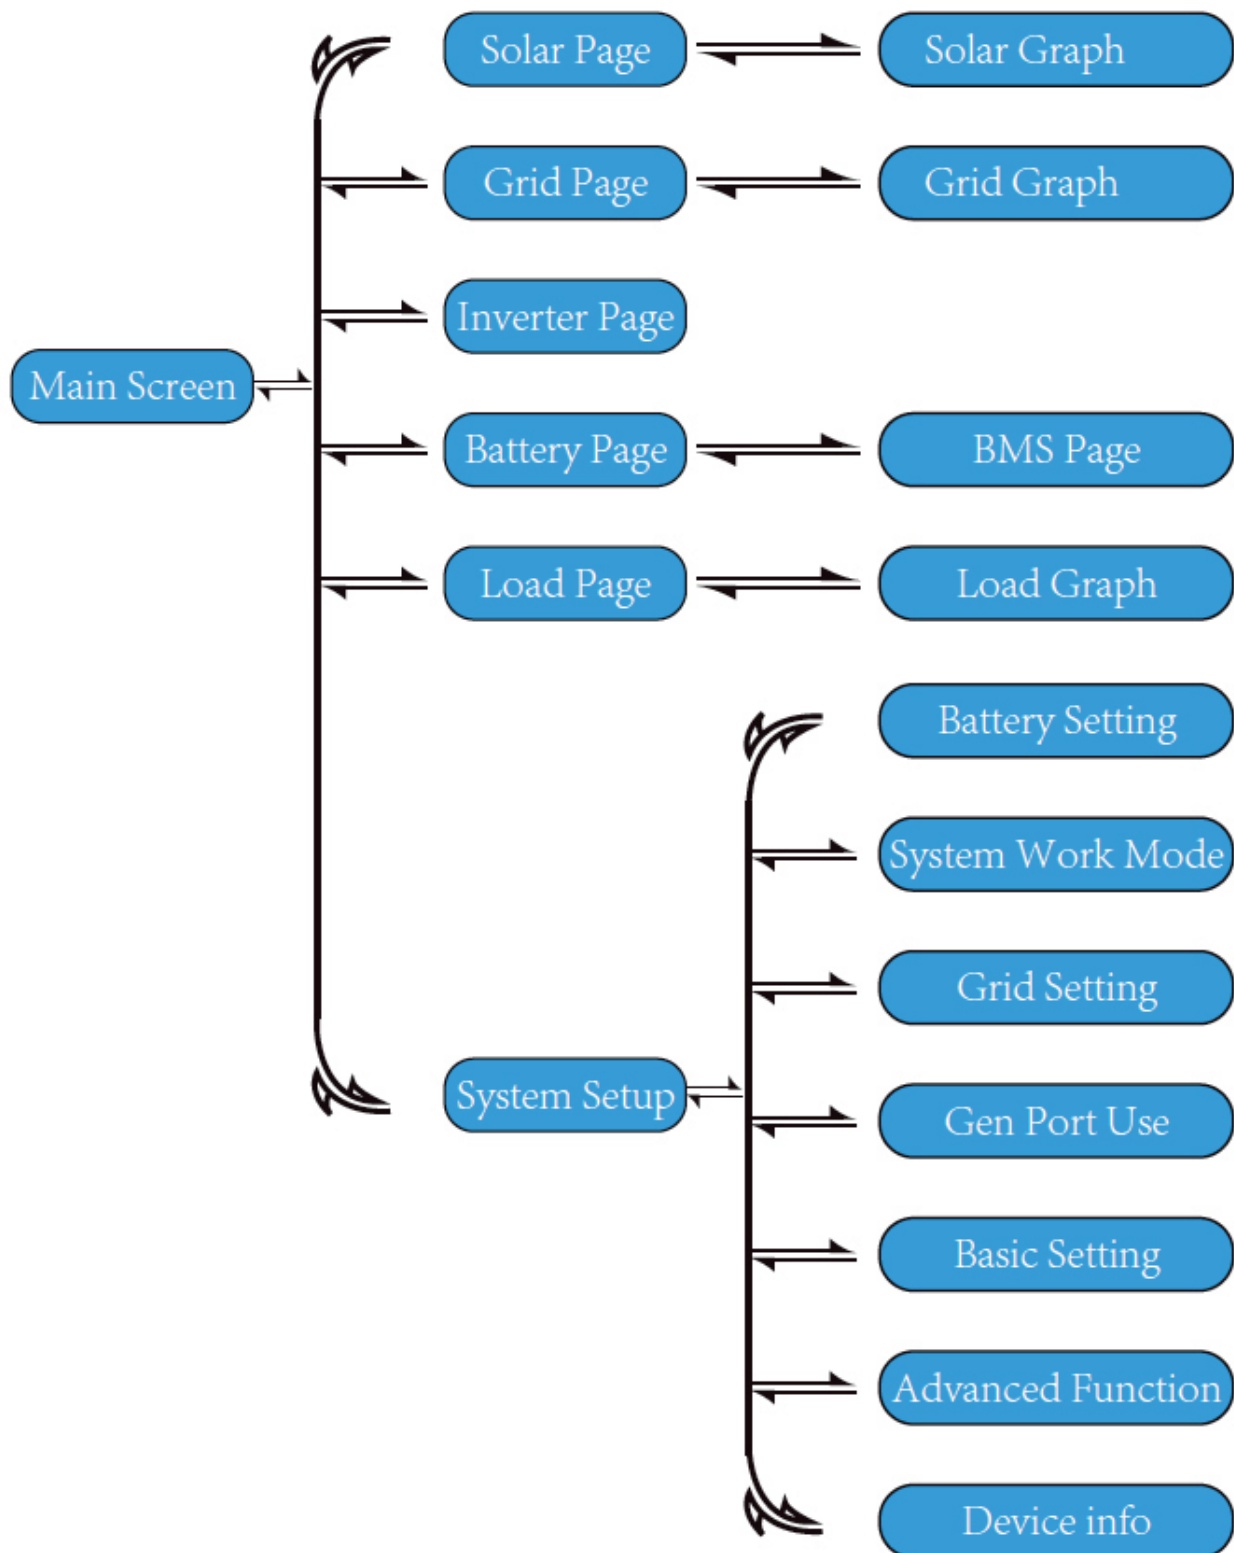 Solar Page
Solar Graph
Grid Page
Grid Graph
Inverter Page
Main Screen
Battery Page
BMS Page
Load Page
Load Graph
Battery Setting
System Work Mode
Grid Setting
System Setup
Gen Port Use
Basic Setting
Advanced Function
Device info